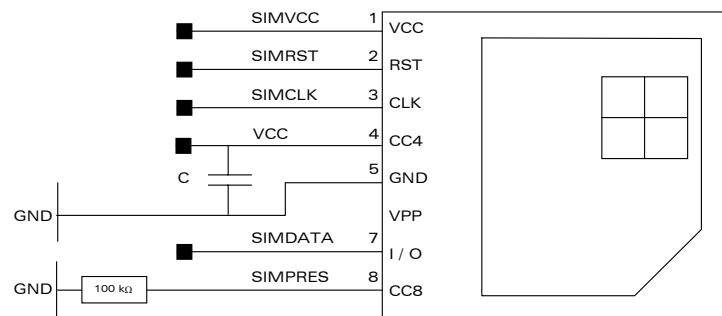 SIMVCC 1 VCC
SIMRST 2 RST
SIMCLK 3 CLK
VCC 4 CC4
C 5 GND
GND VPP
SIMDATA 7 I / O
SIMPRES 8 CC8
GND 100 kΩ